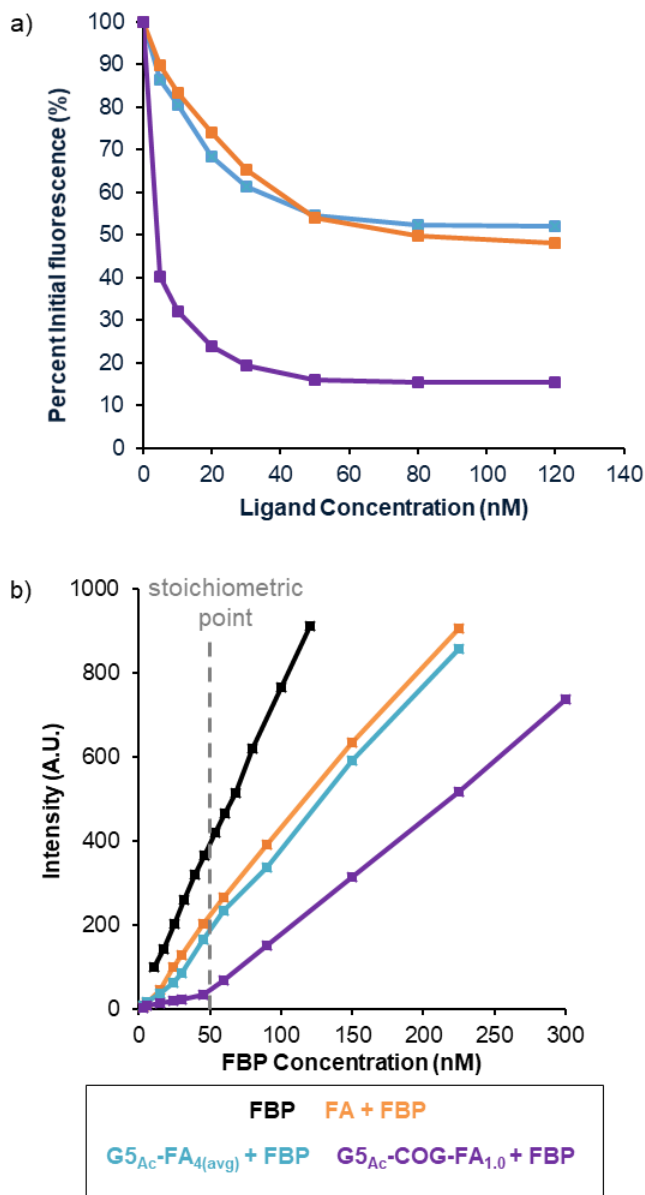 a)
Percent Initial fluorescence (%)
100
90
80
70
60
50
40
30
20
10
0
0 20 40 60 80 100 120 140
Ligand Concentration (nM)
b)
stoichiometric
point
Intensity (A.U.)
1000
800
600
400
200
0
0 50 100 150 200 250 300
FBP Concentration (nM)
FBP FA + FBP
G5Ac-FA4(avg) + FBP G5Ac-COG-FA1.0 + FBP